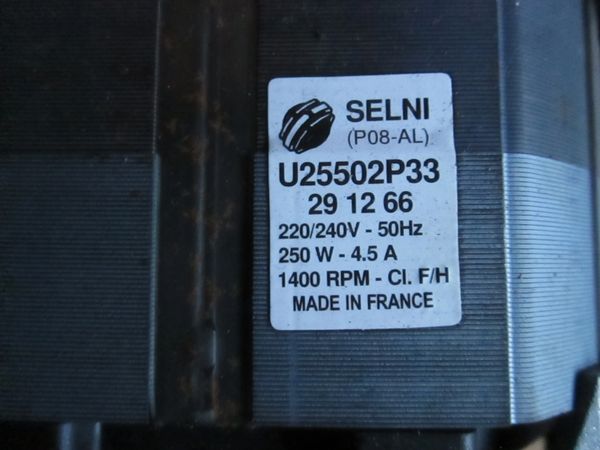 SELNI
(P08-AL)
U25502P33
29 12 66
220/240V - 50Hz
250 W - 4.5 A
1400 RPM - Cl. F/H
MADE IN FRANCE